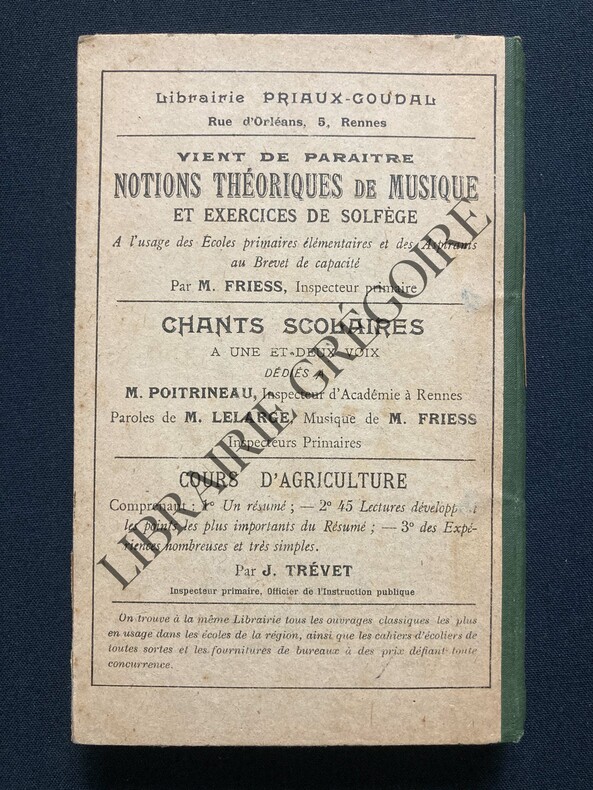 Librairie PRIAUX-GOUDAL
Rue d'Orléans, 5, Rennes
VIENT DE PARAITRE
NOTIONS THÉORIQUES DE MUSIQUE
ET EXERCICES DE SOLFÈGE
A l'usage des Ecoles primaires élémentaires et des Aspirants
au Brevet de capacité
Par M. FRIESS, Inspecteur primaire
CHANTS SCOLAIRES
A UNE ET DEUX VOIX
DÉDIÉS A
M. POITRINEAU, Inspecteur d'Académie à Rennes
Paroles de M. LELARGE, Musique de M. FRIESS
Inspecteurs Primaires
COURS D'AGRICULTURE
Comprenant : 1º Un résumé ; — 2º 45 Lectures développant
les points les plus importants du Résumé ; — 3º des Expé-
riences nombreuses et très simples.
Par J. TRÉVET
Inspecteur primaire, Officier de l'Instruction publique
On trouve à la même Librairie tous les ouvrages classiques les plus
en usage dans les écoles de la région, ainsi que les cahiers d'écoliers de
toutes sortes et les fournitures de bureaux à des prix défiant toute
concurrence.
LIBRAIRIE GRÉGOIRE